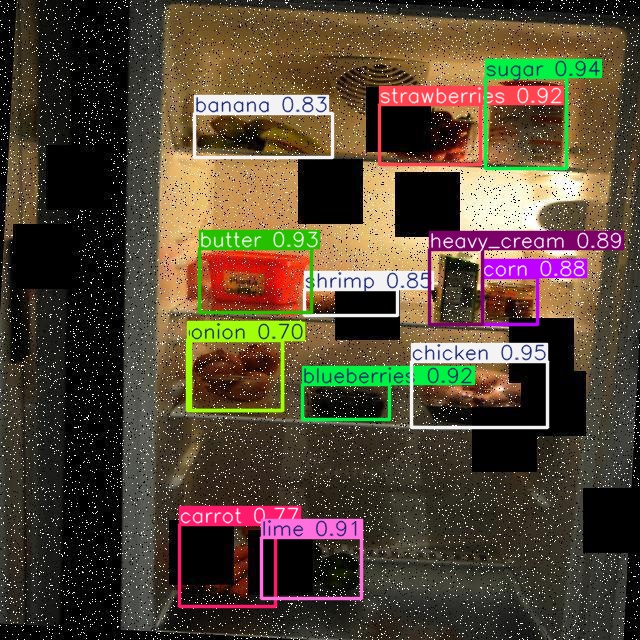 sugar 0.94
strawberries 0.92
banana 0.83
butter 0.93
heavy_cream 0.89
corn 0.88
shrimp 0.85
onion 0.70
chicken 0.95
blueberries 0.92
carrot 0.77
lime 0.91